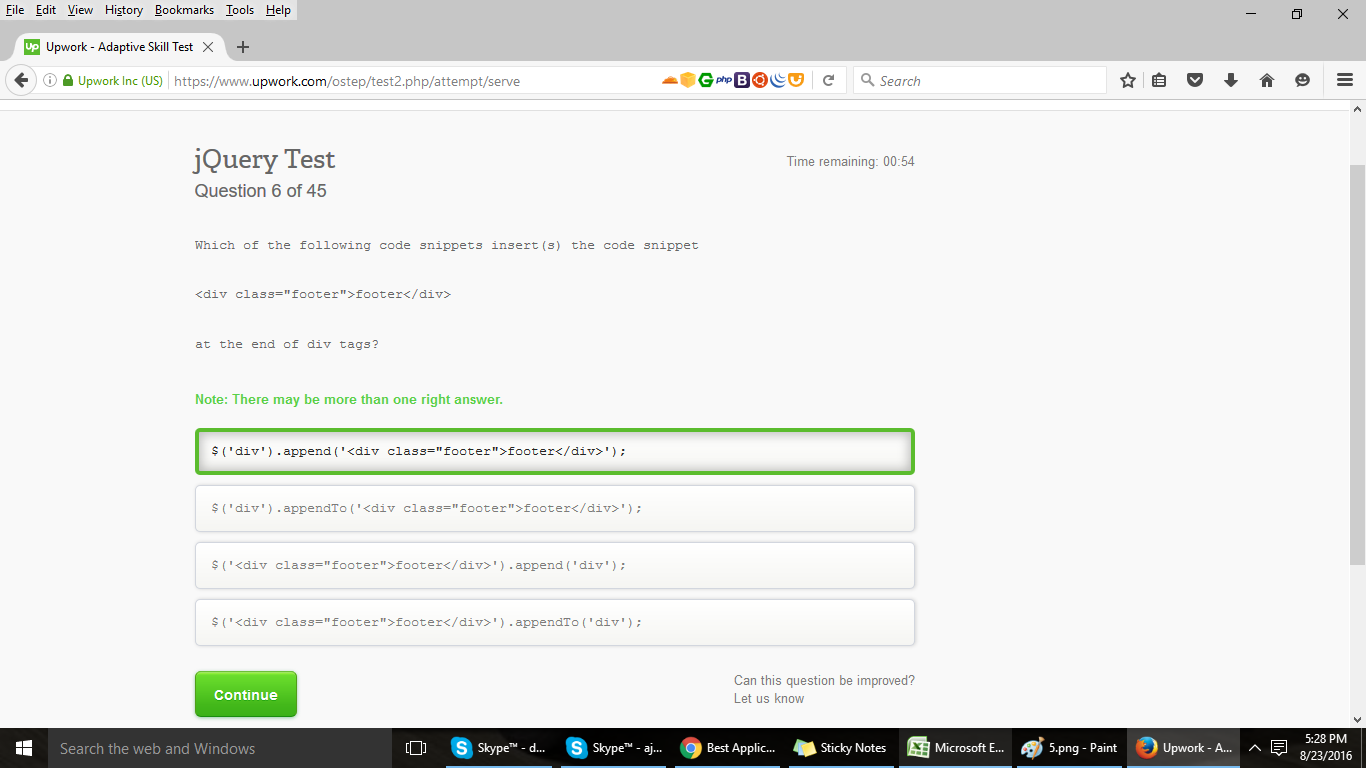 File Edit View History Bookmarks Tools Help
Up Upwork - Adaptive Skill Test
Upwork Inc (US) https://www.upwork.com/ostep/test2.php/attempt/serve php B Search
jQuery Test
Time remaining: 00:54
Question 6 of 45
Which of the following code snippets insert(s) the code snippet
<div class="footer">footer</div>
at the end of div tags?
Note: There may be more than one right answer.
$('div').append('<div class="footer">footer</div>');
$('div').appendTo('<div class="footer">footer</div>');
$('<div class="footer">footer</div>').append('div');
$('<div class="footer">footer</div>').appendTo('div');
Continue
Can this question be improved?
Let us know
Search the web and Windows
Skype™ - d...
Skype™ - aj...
Best Applic...
Sticky Notes
Microsoft E...
5.png - Paint
Upwork - A...
5:28 PM
8/23/2016